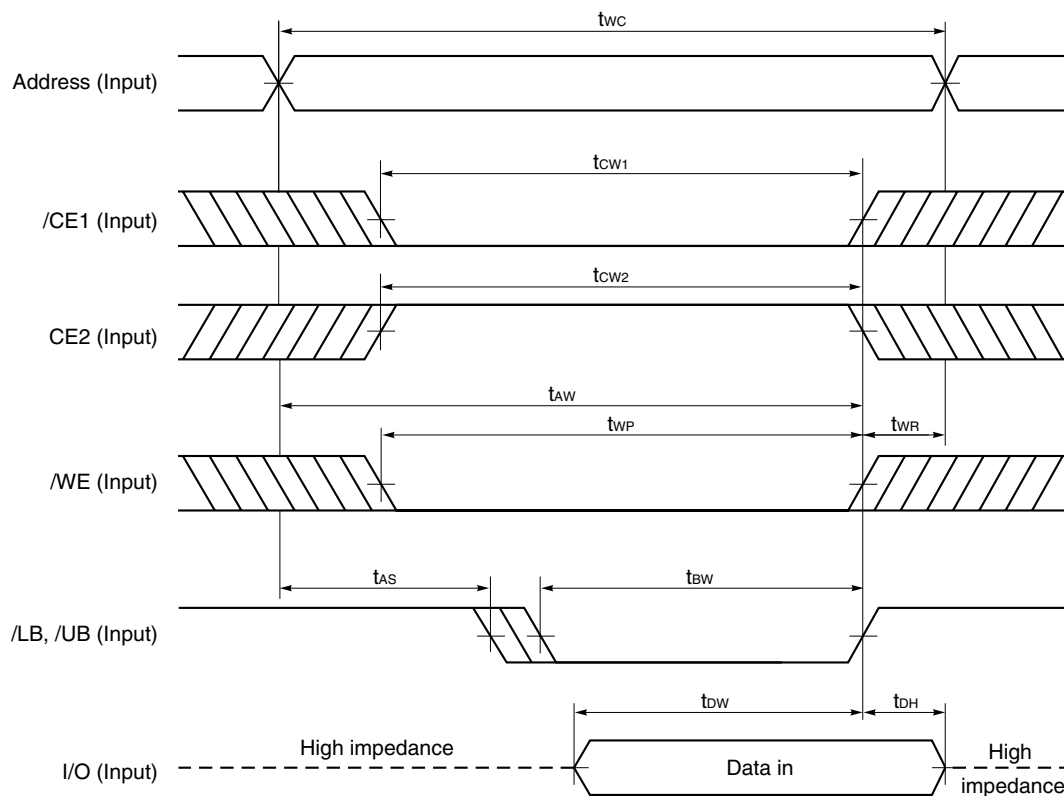 tWC
Address (Input)
tCW1
/CE1 (Input)
tCW2
CE2 (Input)
tAW
tWP
tWR
/WE (Input)
tAS
tBW
/LB, /UB (Input)
tDW
tDH
High impedance
Data in
High
impedance
I/O (Input)